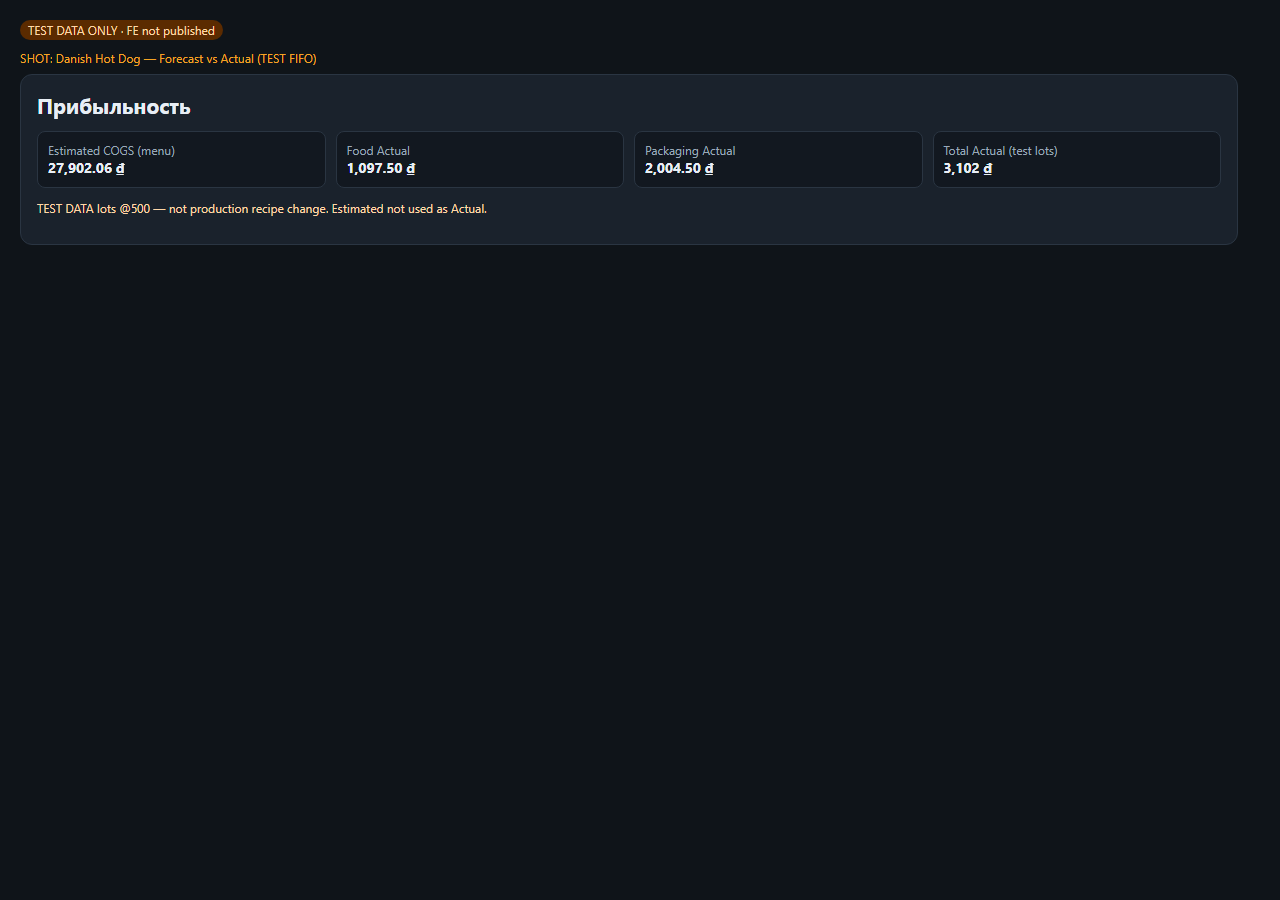 TEST DATA ONLY · FE not published
SHOT: Danish Hot Dog — Forecast vs Actual (TEST FIFO)
Прибыльность
Estimated COGS (menu)
27,902.06 ₫
Food Actual
1,097.50 ₫
Packaging Actual
2,004.50 ₫
Total Actual (test lots)
3,102 ₫
TEST DATA lots @500 — not production recipe change. Estimated not used as Actual.